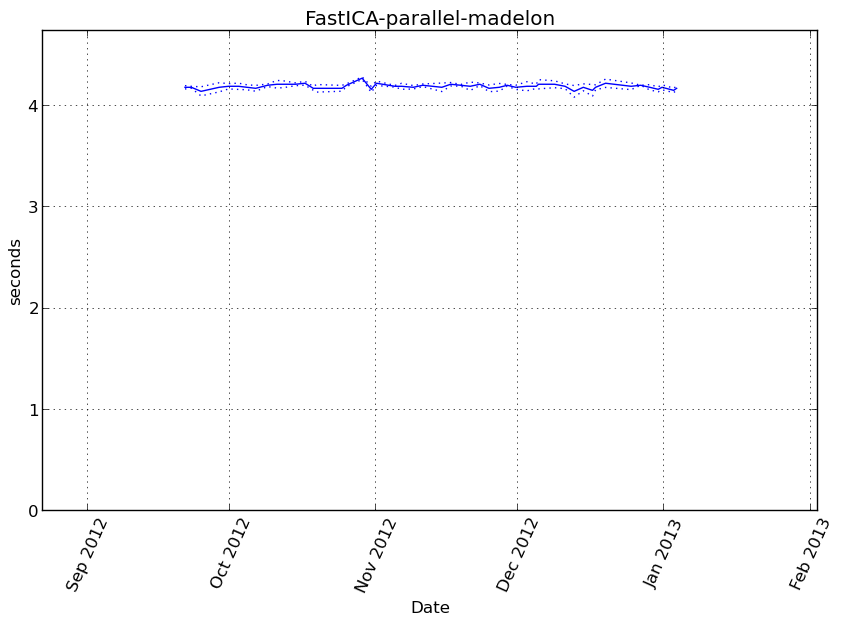 FastICA-parallel-madelon
4
3
2
1
0
seconds
Sep 2012
Oct 2012
Nov 2012
Dec 2012
Jan 2013
Feb 2013
Date